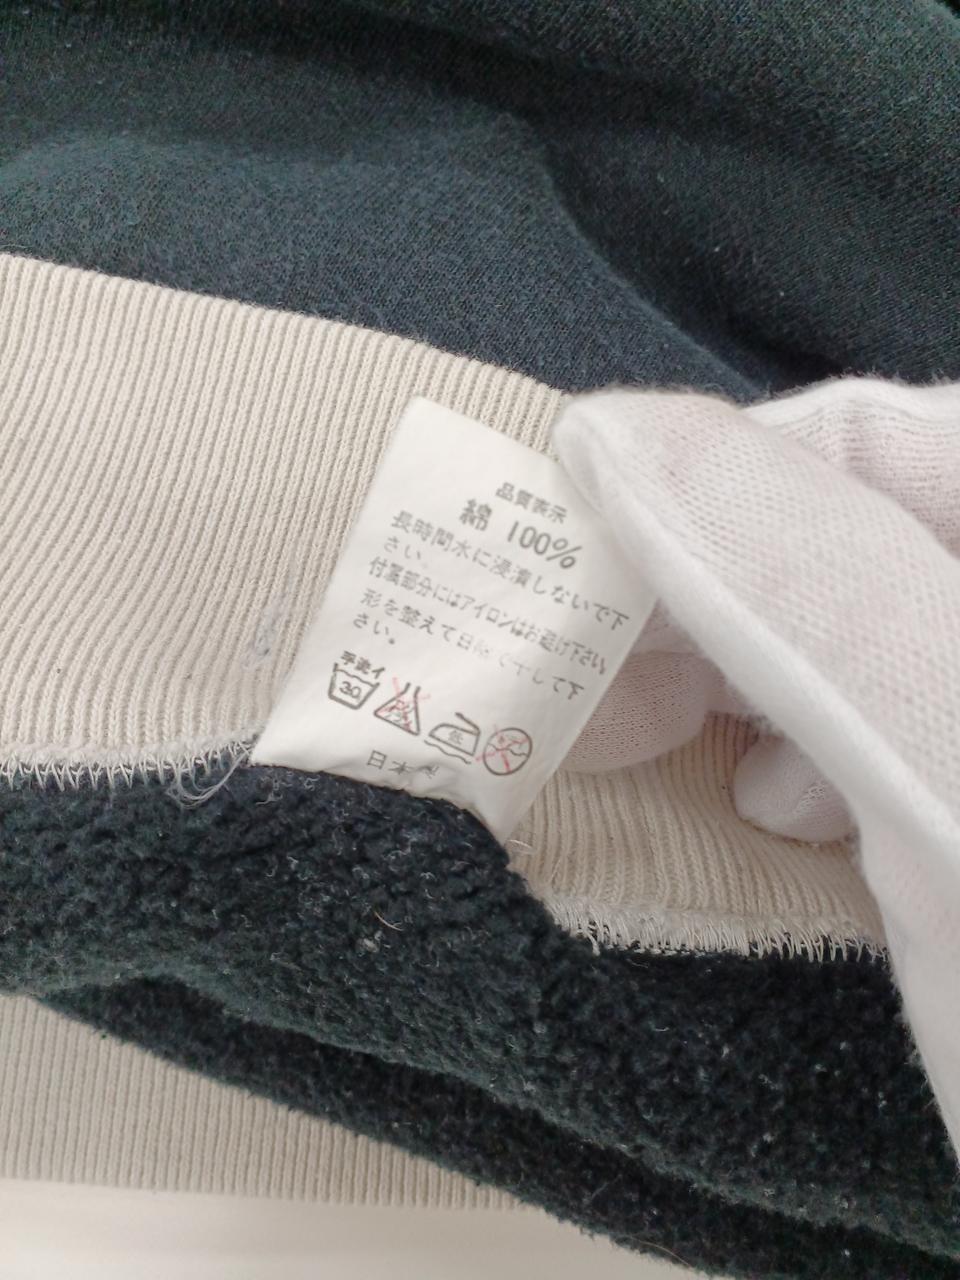 品質表示
綿 100%
長時間水に浸漬しないで下
さい。
付属部分にはアイロンはお避け下さい。
形を整えて日陰で干して下
さい。
手洗イ
30
低
日本製